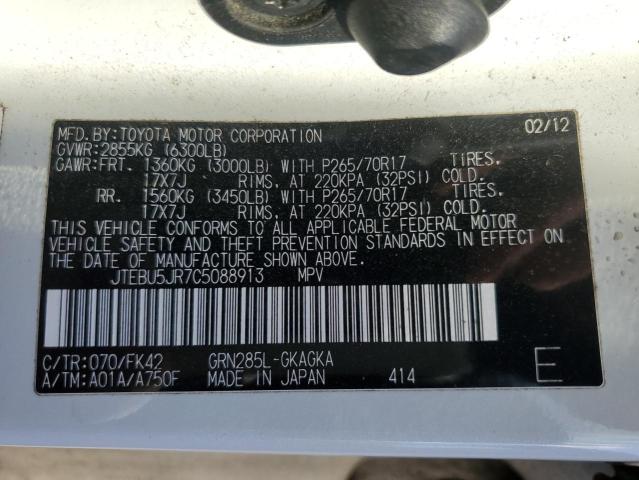 MFD.BY:TOYOTA MOTOR CORPORATION 02/12
GVWR:2855KG (6300LB)
GAWR:FRT. 1360KG (3000LB) WITH P265/70R17 TIRES.
17X7J RIMS, AT 220KPA (32PSI) COLD.
RR. 1560KG (3450LB) WITH P265/70R17 TIRES.
17X7J RIMS, AT 220KPA (32PSI) COLD.
THIS VEHICLE CONFORMS TO ALL APPLICABLE FEDERAL MOTOR
VEHICLE SAFETY AND THEFT PREVENTION STANDARDS IN EFFECT ON
THE DATE OF MANUFACTURE SHOWN ABOVE.
JTEBU5JR7C5088913 MPV
C/TR:070/FK42 GRN285L-GKAGKA
A/TM:A01A/A750F MADE IN JAPAN 414 E